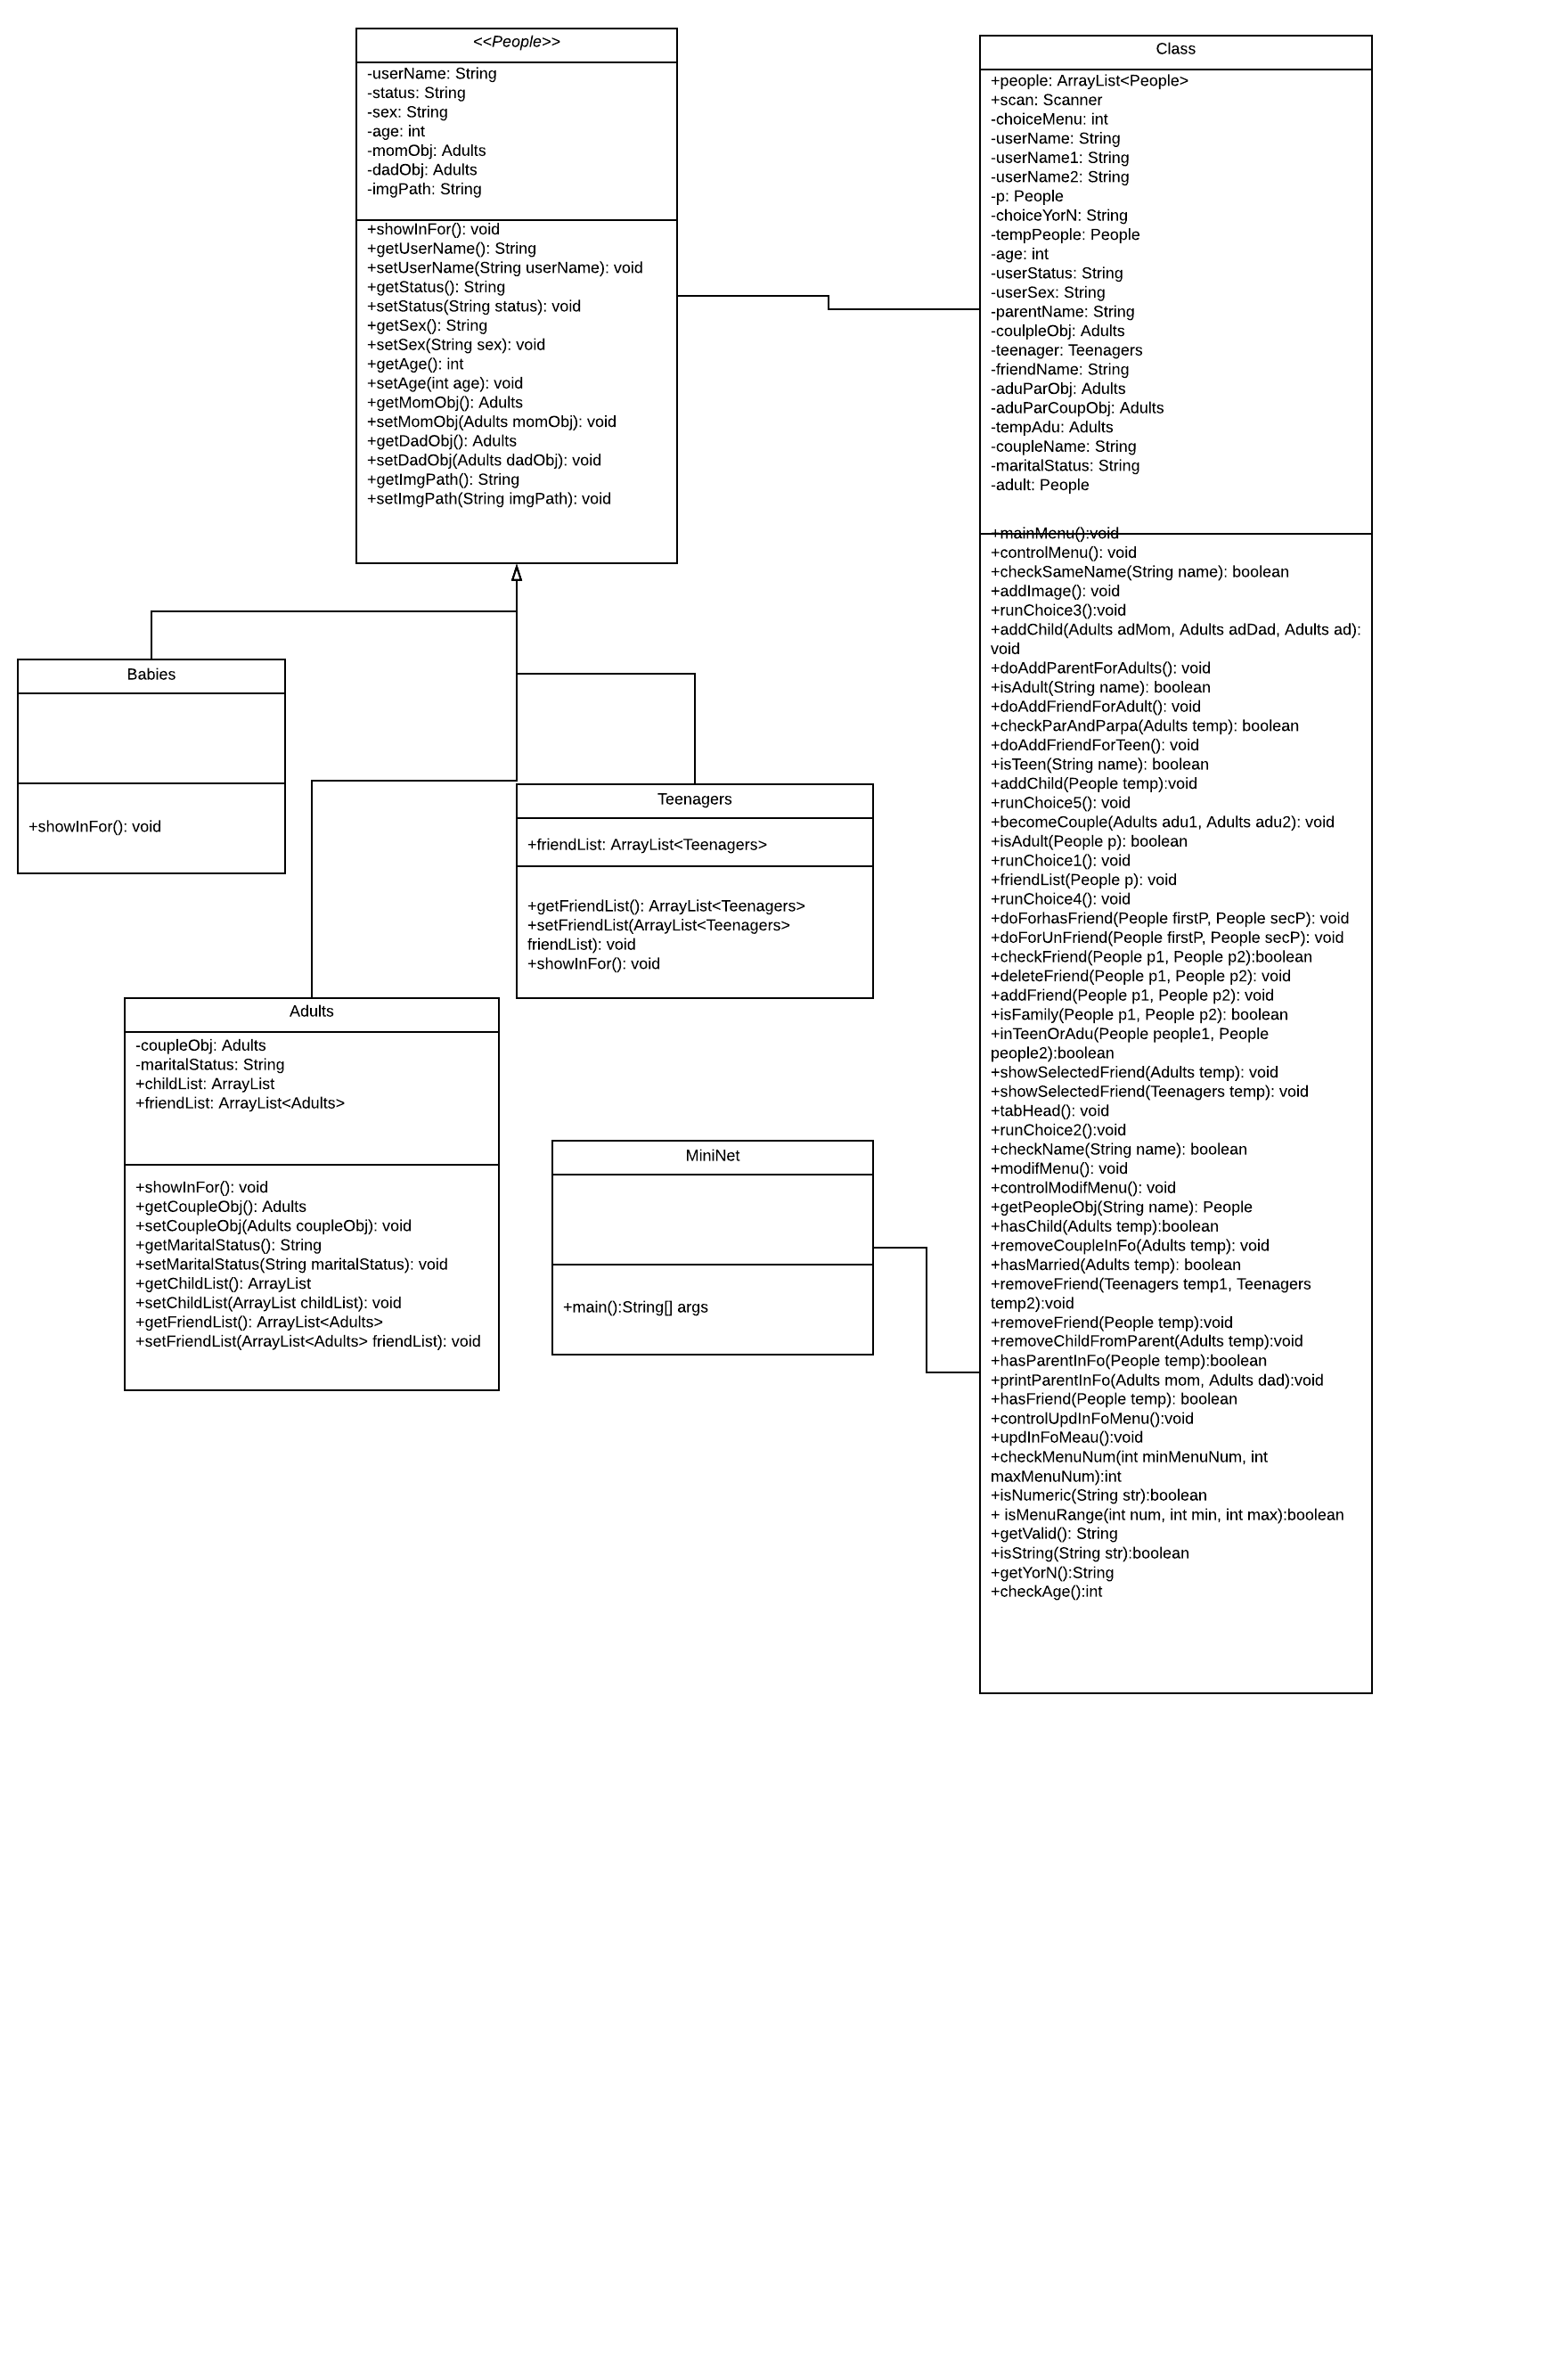 <<People>>
-userName: String
-status: String
-sex: String
-age: int
-momObj: Adults
-dadObj: Adults
-imgPath: String
+showInFor(): void
+getUserName(): String
+setUserName(String userName): void
+getStatus(): String
+setStatus(String status): void
+getSex(): String
+setSex(String sex): void
+getAge(): int
+setAge(int age): void
+getMomObj(): Adults
+setMomObj(Adults momObj): void
+getDadObj(): Adults
+setDadObj(Adults dadObj): void
+getImgPath(): String
+setImgPath(String imgPath): void
Class
+people: ArrayList<People>
+scan: Scanner
-choiceMenu: int
-userName: String
-userName1: String
-userName2: String
-p: People
-choiceYorN: String
-tempPeople: People
-age: int
-userStatus: String
-userSex: String
-parentName: String
-coulpleObj: Adults
-teenager: Teenagers
-friendName: String
-aduParObj: Adults
-aduParCoupObj: Adults
-tempAdu: Adults
-coupleName: String
-maritalStatus: String
-adult: People
+mainMenu():void
+controlMenu(): void
+checkSameName(String name): boolean
+addImage(): void
+runChoice3():void
+addChild(Adults adMom, Adults adDad, Adults ad):
void
+doAddParentForAdults(): void
+isAdult(String name): boolean
+doAddFriendForAdult(): void
+checkParAndParpa(Adults temp): boolean
+doAddFriendForTeen(): void
+isTeen(String name): boolean
+addChild(People temp):void
+runChoice5(): void
+becomeCouple(Adults adu1, Adults adu2): void
+isAdult(People p): boolean
+runChoice1(): void
+friendList(People p): void
+runChoice4(): void
+doForhasFriend(People firstP, People secP): void
+doForUnFriend(People firstP, People secP): void
+checkFriend(People p1, People p2):boolean
+deleteFriend(People p1, People p2): void
+addFriend(People p1, People p2): void
+isFamily(People p1, People p2): boolean
+inTeenOrAdu(People people1, People
people2):boolean
+showSelectedFriend(Adults temp): void
+showSelectedFriend(Teenagers temp): void
+tabHead(): void
+runChoice2():void
+checkName(String name): boolean
+modifMenu(): void
+controlModifMenu(): void
+getPeopleObj(String name): People
+hasChild(Adults temp):boolean
+removeCoupleInFo(Adults temp): void
+hasMarried(Adults temp): boolean
+removeFriend(Teenagers temp1, Teenagers
temp2):void
+removeFriend(People temp):void
+removeChildFromParent(Adults temp):void
+hasParentInFo(People temp):boolean
+printParentInFo(Adults mom, Adults dad):void
+hasFriend(People temp): boolean
+controlUpdInFoMenu():void
+updInFoMeau():void
+checkMenuNum(int minMenuNum, int
maxMenuNum):int
+isNumeric(String str):boolean
+ isMenuRange(int num, int min, int max):boolean
+getValid(): String
+isString(String str):boolean
+getYorN():String
+checkAge():int
Babies
+showInFor(): void
Teenagers
+friendList: ArrayList<Teenagers>
+getFriendList(): ArrayList<Teenagers>
+setFriendList(ArrayList<Teenagers>
friendList): void
+showInFor(): void
Adults
-coupleObj: Adults
-maritalStatus: String
+childList: ArrayList
+friendList: ArrayList<Adults>
+showInFor(): void
+getCoupleObj(): Adults
+setCoupleObj(Adults coupleObj): void
+getMaritalStatus(): String
+setMaritalStatus(String maritalStatus): void
+getChildList(): ArrayList
+setChildList(ArrayList childList): void
+getFriendList(): ArrayList<Adults>
+setFriendList(ArrayList<Adults> friendList): void
MiniNet
+main():String[] args